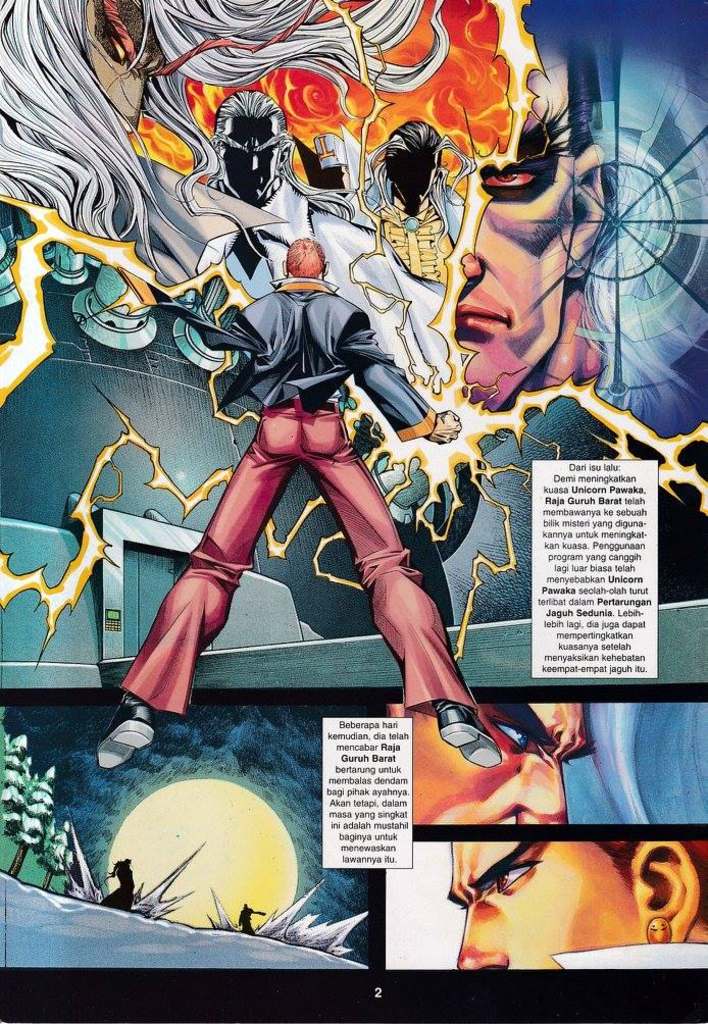 Dari isu lalu:
Demi meningkatkan
kuasa Unicorn Pawaka,
Raja Guruh Barat telah
membawanya ke sebuah
bilik misteri yang diguna-
kannya untuk meningkat-
kan kuasa. Penggunaan
program yang canggih
lagi luar biasa telah
menyebabkan Unicorn
Pawaka seolah-olah turut
terlibat dalam Pertarungan
Jaguh Sedunia. Lebih-
lebih lagi, dia juga dapat
mempertingkatkan
kuasanya setelah
menyaksikan kehebatan
keempat-empat jaguh itu.
Beberapa hari
kemudian, dia telah
mencabar Raja
Guruh Barat
bertarung untuk
membalas dendam
bagi pihak ayahnya.
Akan tetapi, dalam
masa yang singkat
ini adalah mustahil
baginya untuk
menewaskan
lawannya itu.
2